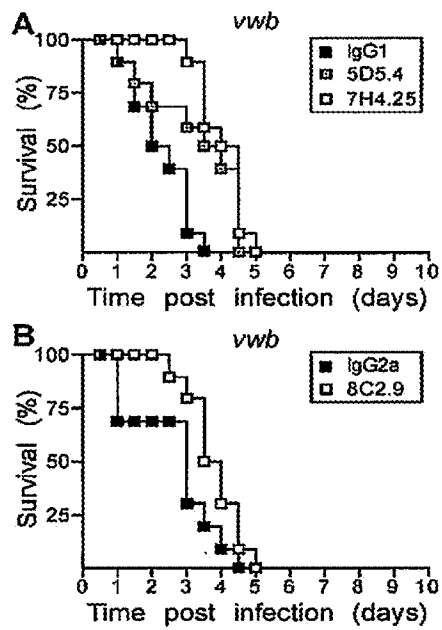 A
vwb
IgG1
5D5.4
7H4.25
Survival (%)
100
75
50
25
0 1 2 3 4 5 6 7 8 9 10
Time post infection (days)
B
vwb
IgG2a
8C2.9
Survival (%)
100
75
50
25
0 1 2 3 4 5 6 7 8 9 10
Time post infection (days)